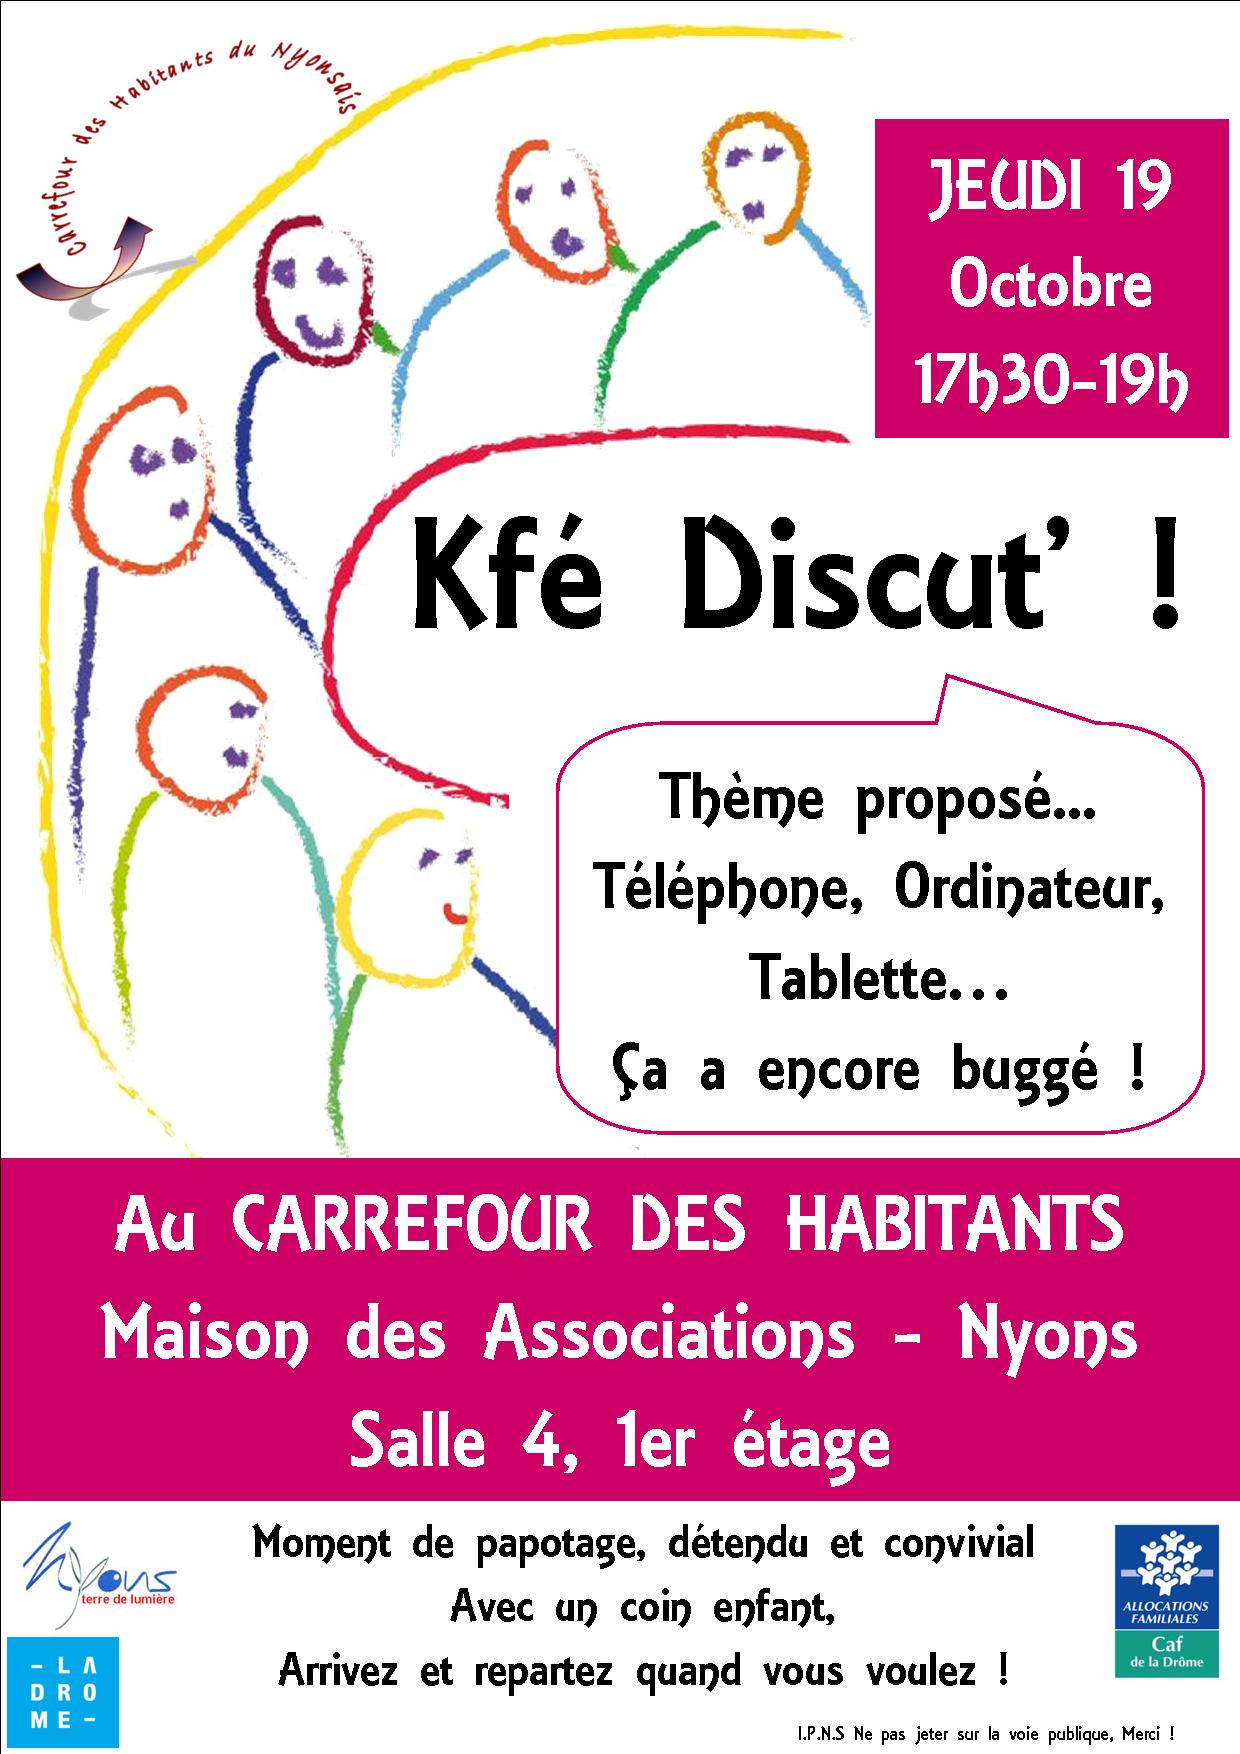 Carrefour des Habitants du Nyonsais
JEUDI 19
Octobre
17h30-19h
Kfé Discut' !
Thème proposé...
Téléphone, Ordinateur,
Tablette...
Ça a encore buggé !
Au CARREFOUR DES HABITANTS
Maison des Associations - Nyons
Salle 4, 1er étage
Moment de papotage, détendu et convivial
Avec un coin enfant,
Arrivez et repartez quand vous voulez !
Nyons
terre de lumière
- L A
D R O
M E -
ALLOCATIONS
FAMILIALES
Caf
de la Drôme
I.P.N.S Ne pas jeter sur la voie publique, Merci !